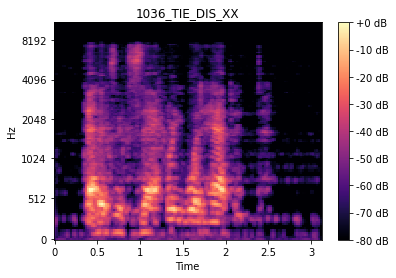 1036_TIE_DIS_XX
+0 dB
8192
-10 dB
4096
-20 dB
-30 dB
2048
Hz
-40 dB
1024
-50 dB
512
-60 dB
-70 dB
0
-80 dB
0 0.5 1 1.5 2 2.5 3
Time